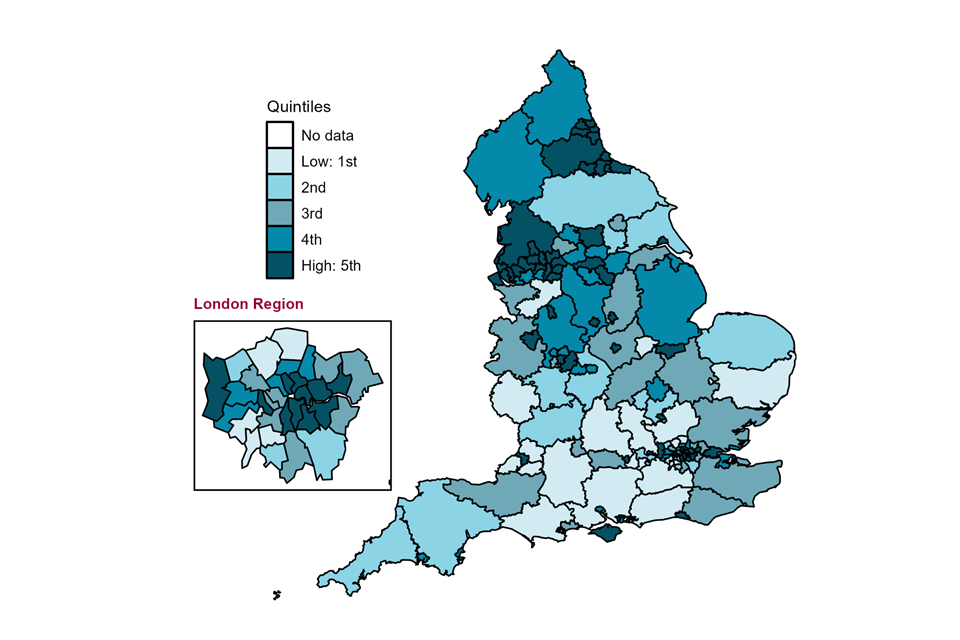 Quintiles
No data
Low: 1st
2nd
3rd
4th
High: 5th
London Region